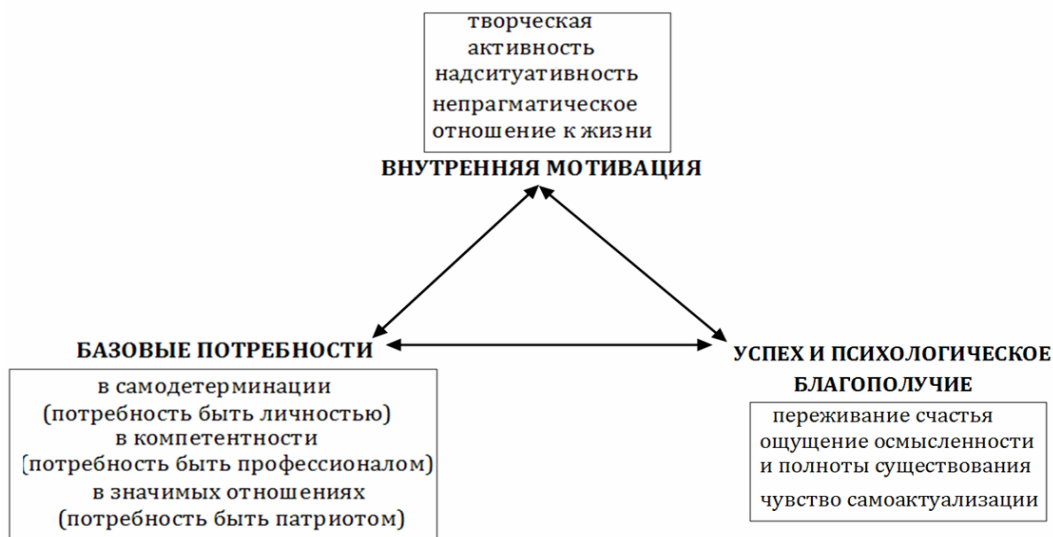 творческая
активность
надситуативность
непрагматическое
отношение к жизни
ВНУТРЕННЯЯ МОТИВАЦИЯ
БАЗОВЫЕ ПОТРЕБНОСТИ
в самодетерминации
(потребность быть личностью)
в компетентности
(потребность быть профессионалом)
в значимых отношениях
(потребность быть патриотом)
УСПЕХ И ПСИХОЛОГИЧЕСКОЕ
БЛАГОПОЛУЧИЕ
переживание счастья
ощущение осмысленности
и полноты существования
чувство самоактуализации